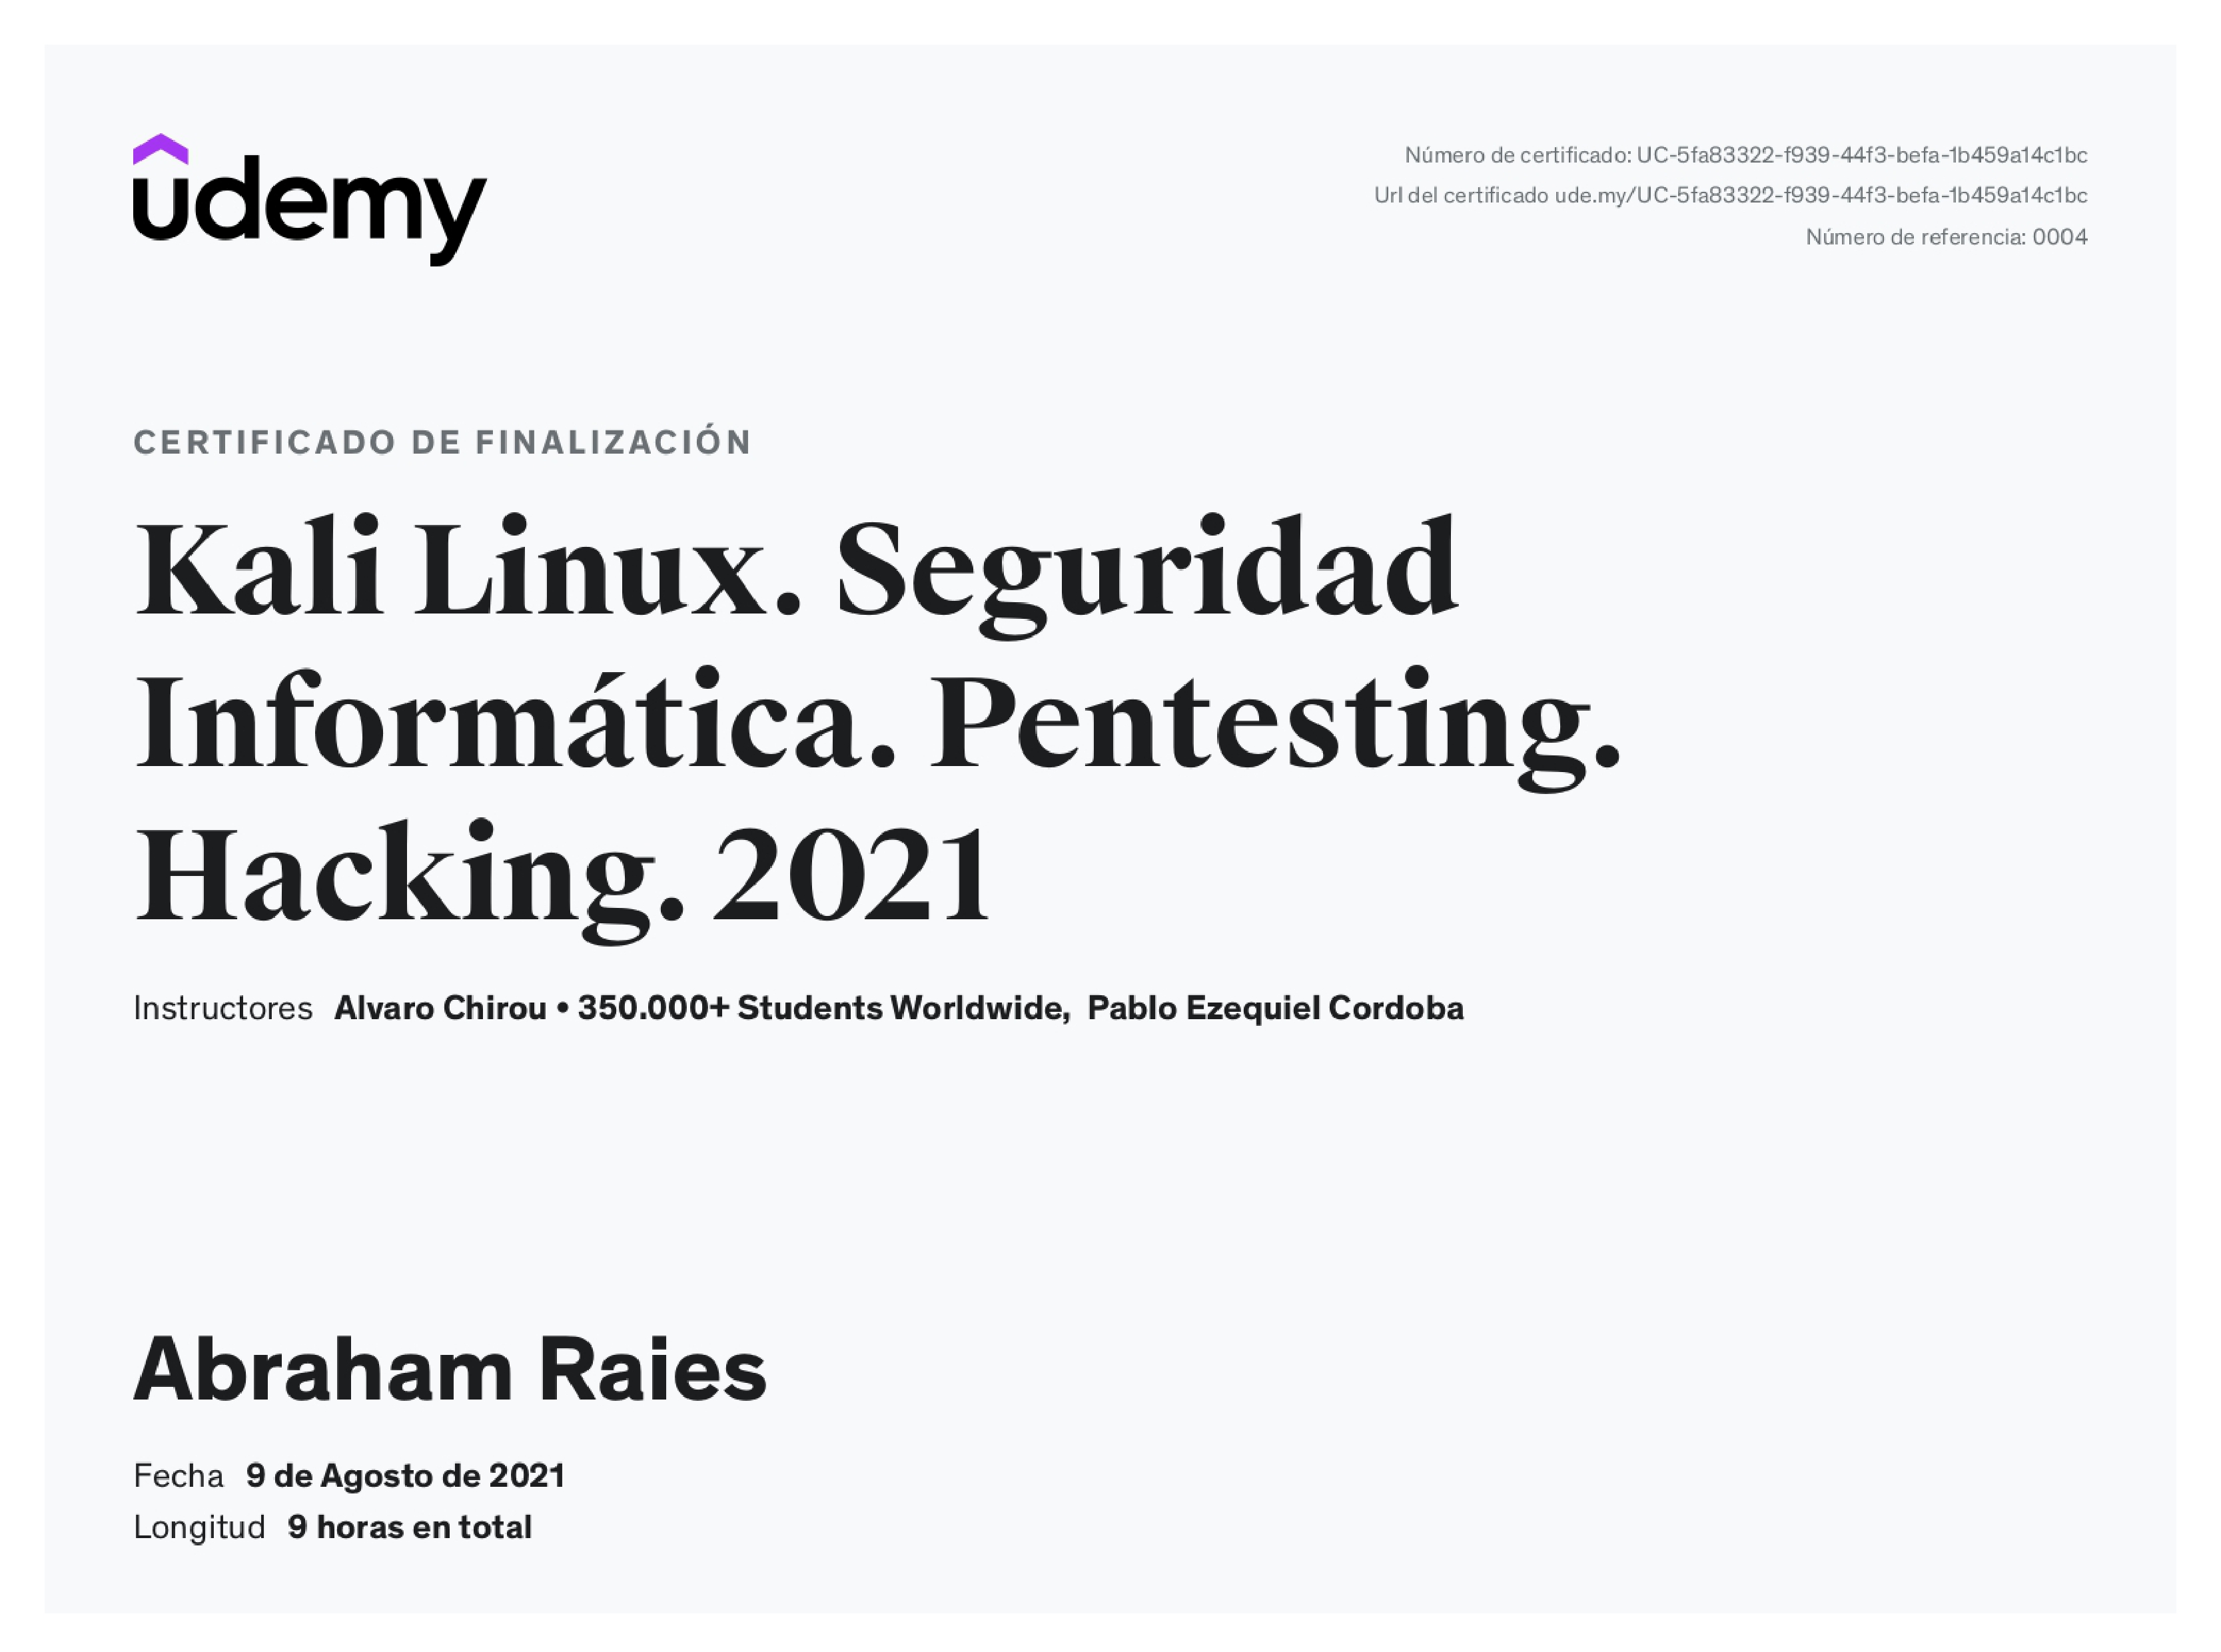 udemy
Número de certificado: UC-5fa83322-f939-44f3-befa-1b459a14c1bc
Url del certificado ude.my/UC-5fa83322-f939-44f3-befa-1b459a14c1bc
Número de referencia: 0004
CERTIFICADO DE FINALIZACIÓN
Kali Linux. Seguridad
Informática. Pentesting.
Hacking. 2021
Instructores Alvaro Chirou • 350.000+ Students Worldwide, Pablo Ezequiel Cordoba
Abraham Raies
Fecha 9 de Agosto de 2021
Longitud 9 horas en total